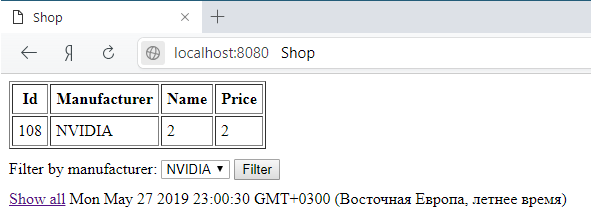 Shop
Я localhost:8080 Shop
Id Manufacturer Name Price
108 NVIDIA 2 2
Filter by manufacturer: NVIDIA Filter
Show all Mon May 27 2019 23:00:30 GMT+0300 (Восточная Европа, летнее время)